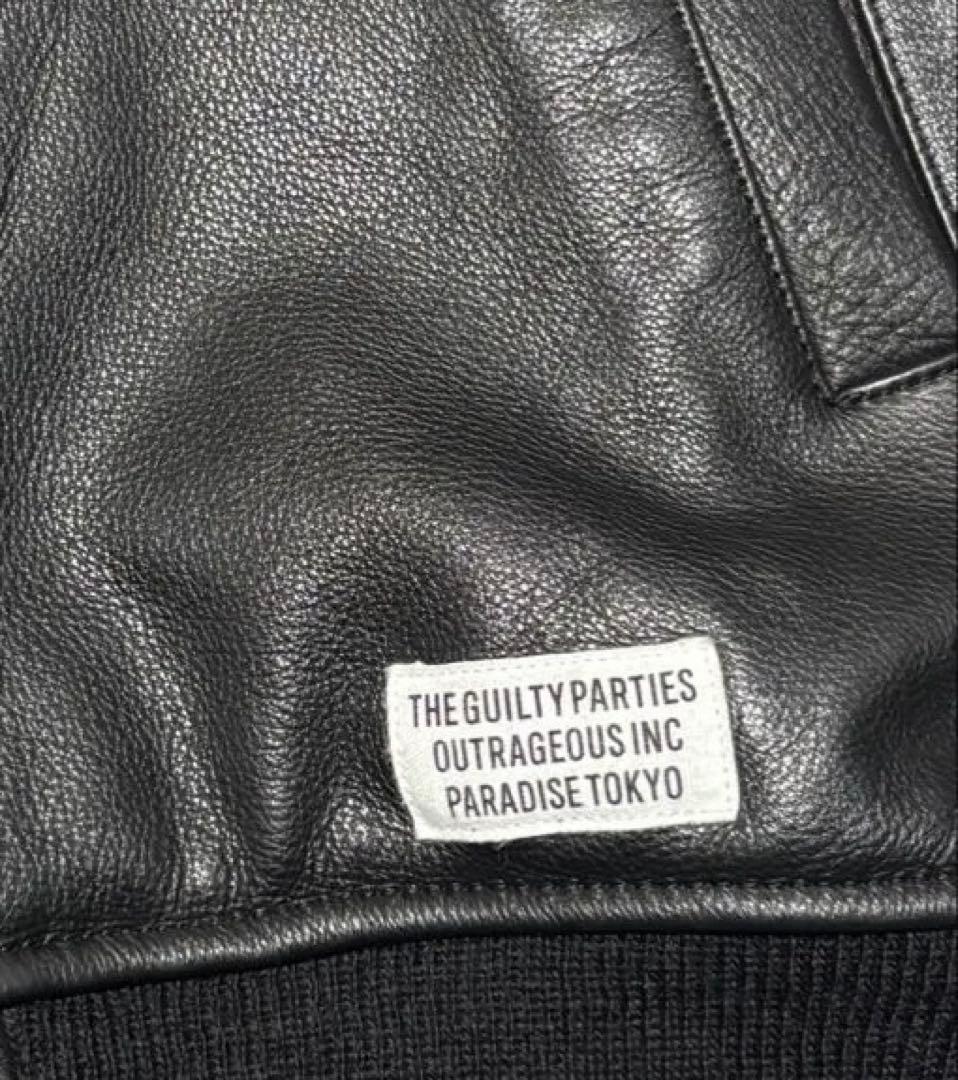 THE GUILTY PARTIES
OUTRAGEOUS INC
PARADISE TOKYO